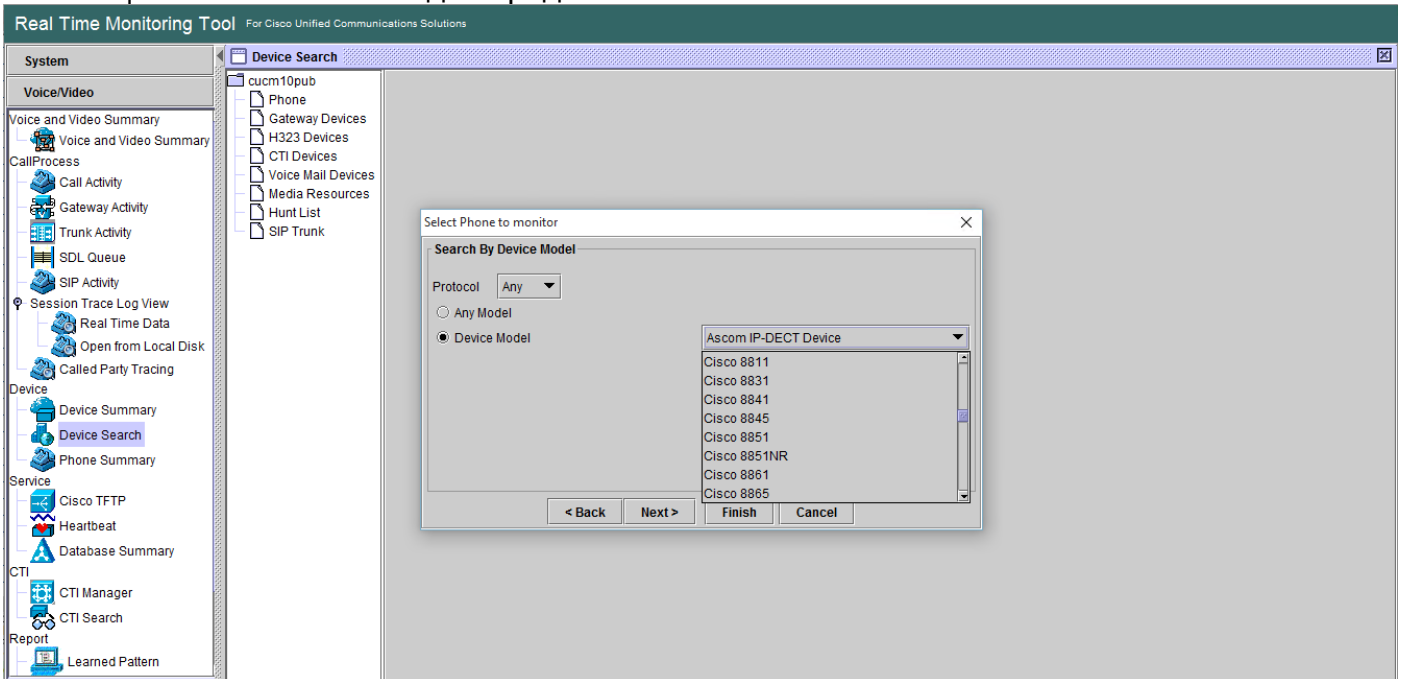 Real Time Monitoring Tool For Cisco Unified Communications Solutions
System
Voice/Video
Voice and Video Summary
Voice and Video Summary
CallProcess
Call Activity
Gateway Activity
Trunk Activity
SDL Queue
SIP Activity
Session Trace Log View
Real Time Data
Open from Local Disk
Called Party Tracing
Device
Device Summary
Device Search
Phone Summary
Service
Cisco TFTP
Heartbeat
Database Summary
CTI
CTI Manager
CTI Search
Report
Learned Pattern
Device Search
cucm10pub
Phone
Gateway Devices
H323 Devices
CTI Devices
Voice Mail Devices
Media Resources
Hunt List
SIP Trunk
Select Phone to monitor
Search By Device Model
Protocol Any
Any Model
Device Model Ascom IP-DECT Device
Cisco 8811
Cisco 8831
Cisco 8841
Cisco 8845
Cisco 8851
Cisco 8851NR
Cisco 8861
Cisco 8865
< Back Next > Finish Cancel